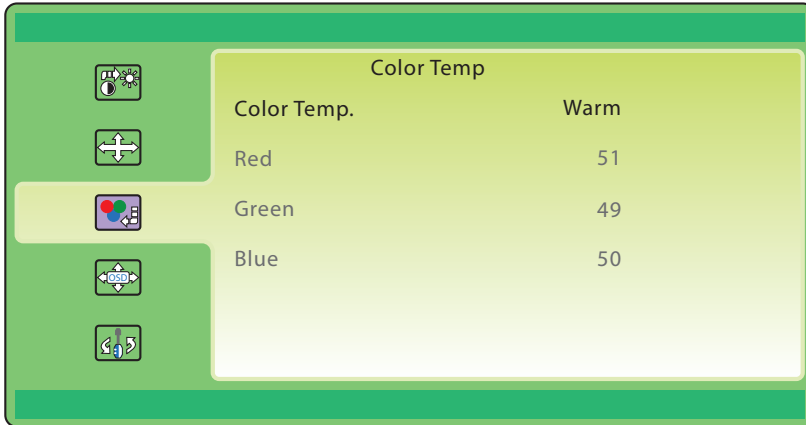 Color Temp
Color Temp. Warm
Red 51
Green 49
Blue 50
OSD